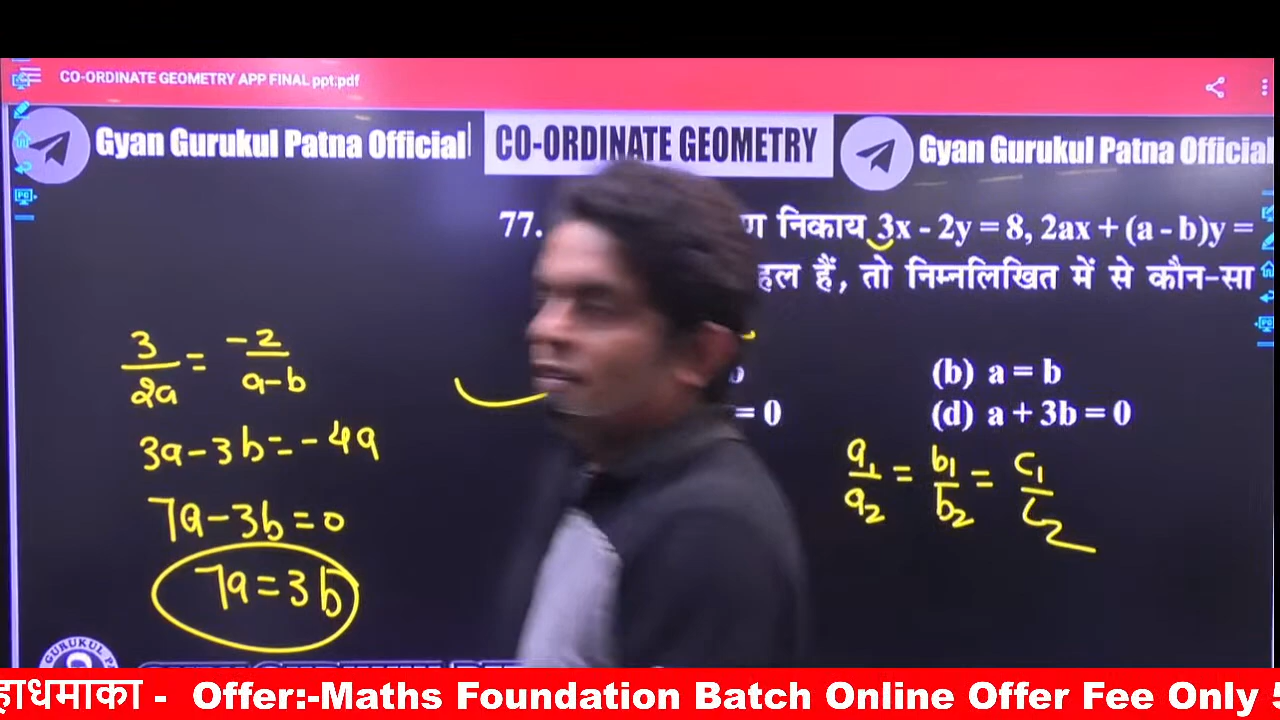 CO-ORDINATE GEOMETRY APP FINAL ppt.pdf
Gyan Gurukul Patna Official
CO-ORDINATE GEOMETRY
Gyan Gurukul Patna Official
77. निकाय 3x - 2y = 8, 2ax + (a - b)y =
हल हैं, तो निम्नलिखित में से कौन-सा
(b) a = b
= 0 (d) a + 3b = 0
3/2a = -2/a-b
3a-3b=-4a
7a-3b=0
7a=3b
a1/a2 = b1/b2 = c1/c2
GURUKUL
Offer:-Maths Foundation Batch Online Offer Fee Only